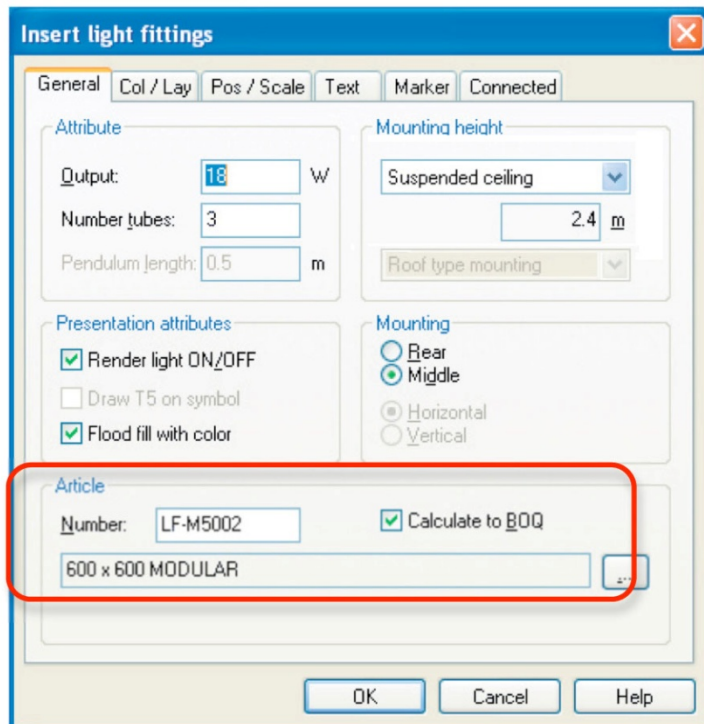 Insert light fittings
General Col / Lay Pos / Scale Text Marker Connected
Attribute
Output: 18 W
Number tubes: 3
Pendulum length: 0.5 m
Mounting height
Suspended ceiling
2.4 m
Roof type mounting
Presentation attributes
Render light ON/OFF
Draw T5 on symbol
Flood fill with color
Mounting
Rear
Middle
Horizontal
Vertical
Article
Number: LF-M5002 Calculate to BOQ
600 x 600 MODULAR ...
OK Cancel Help